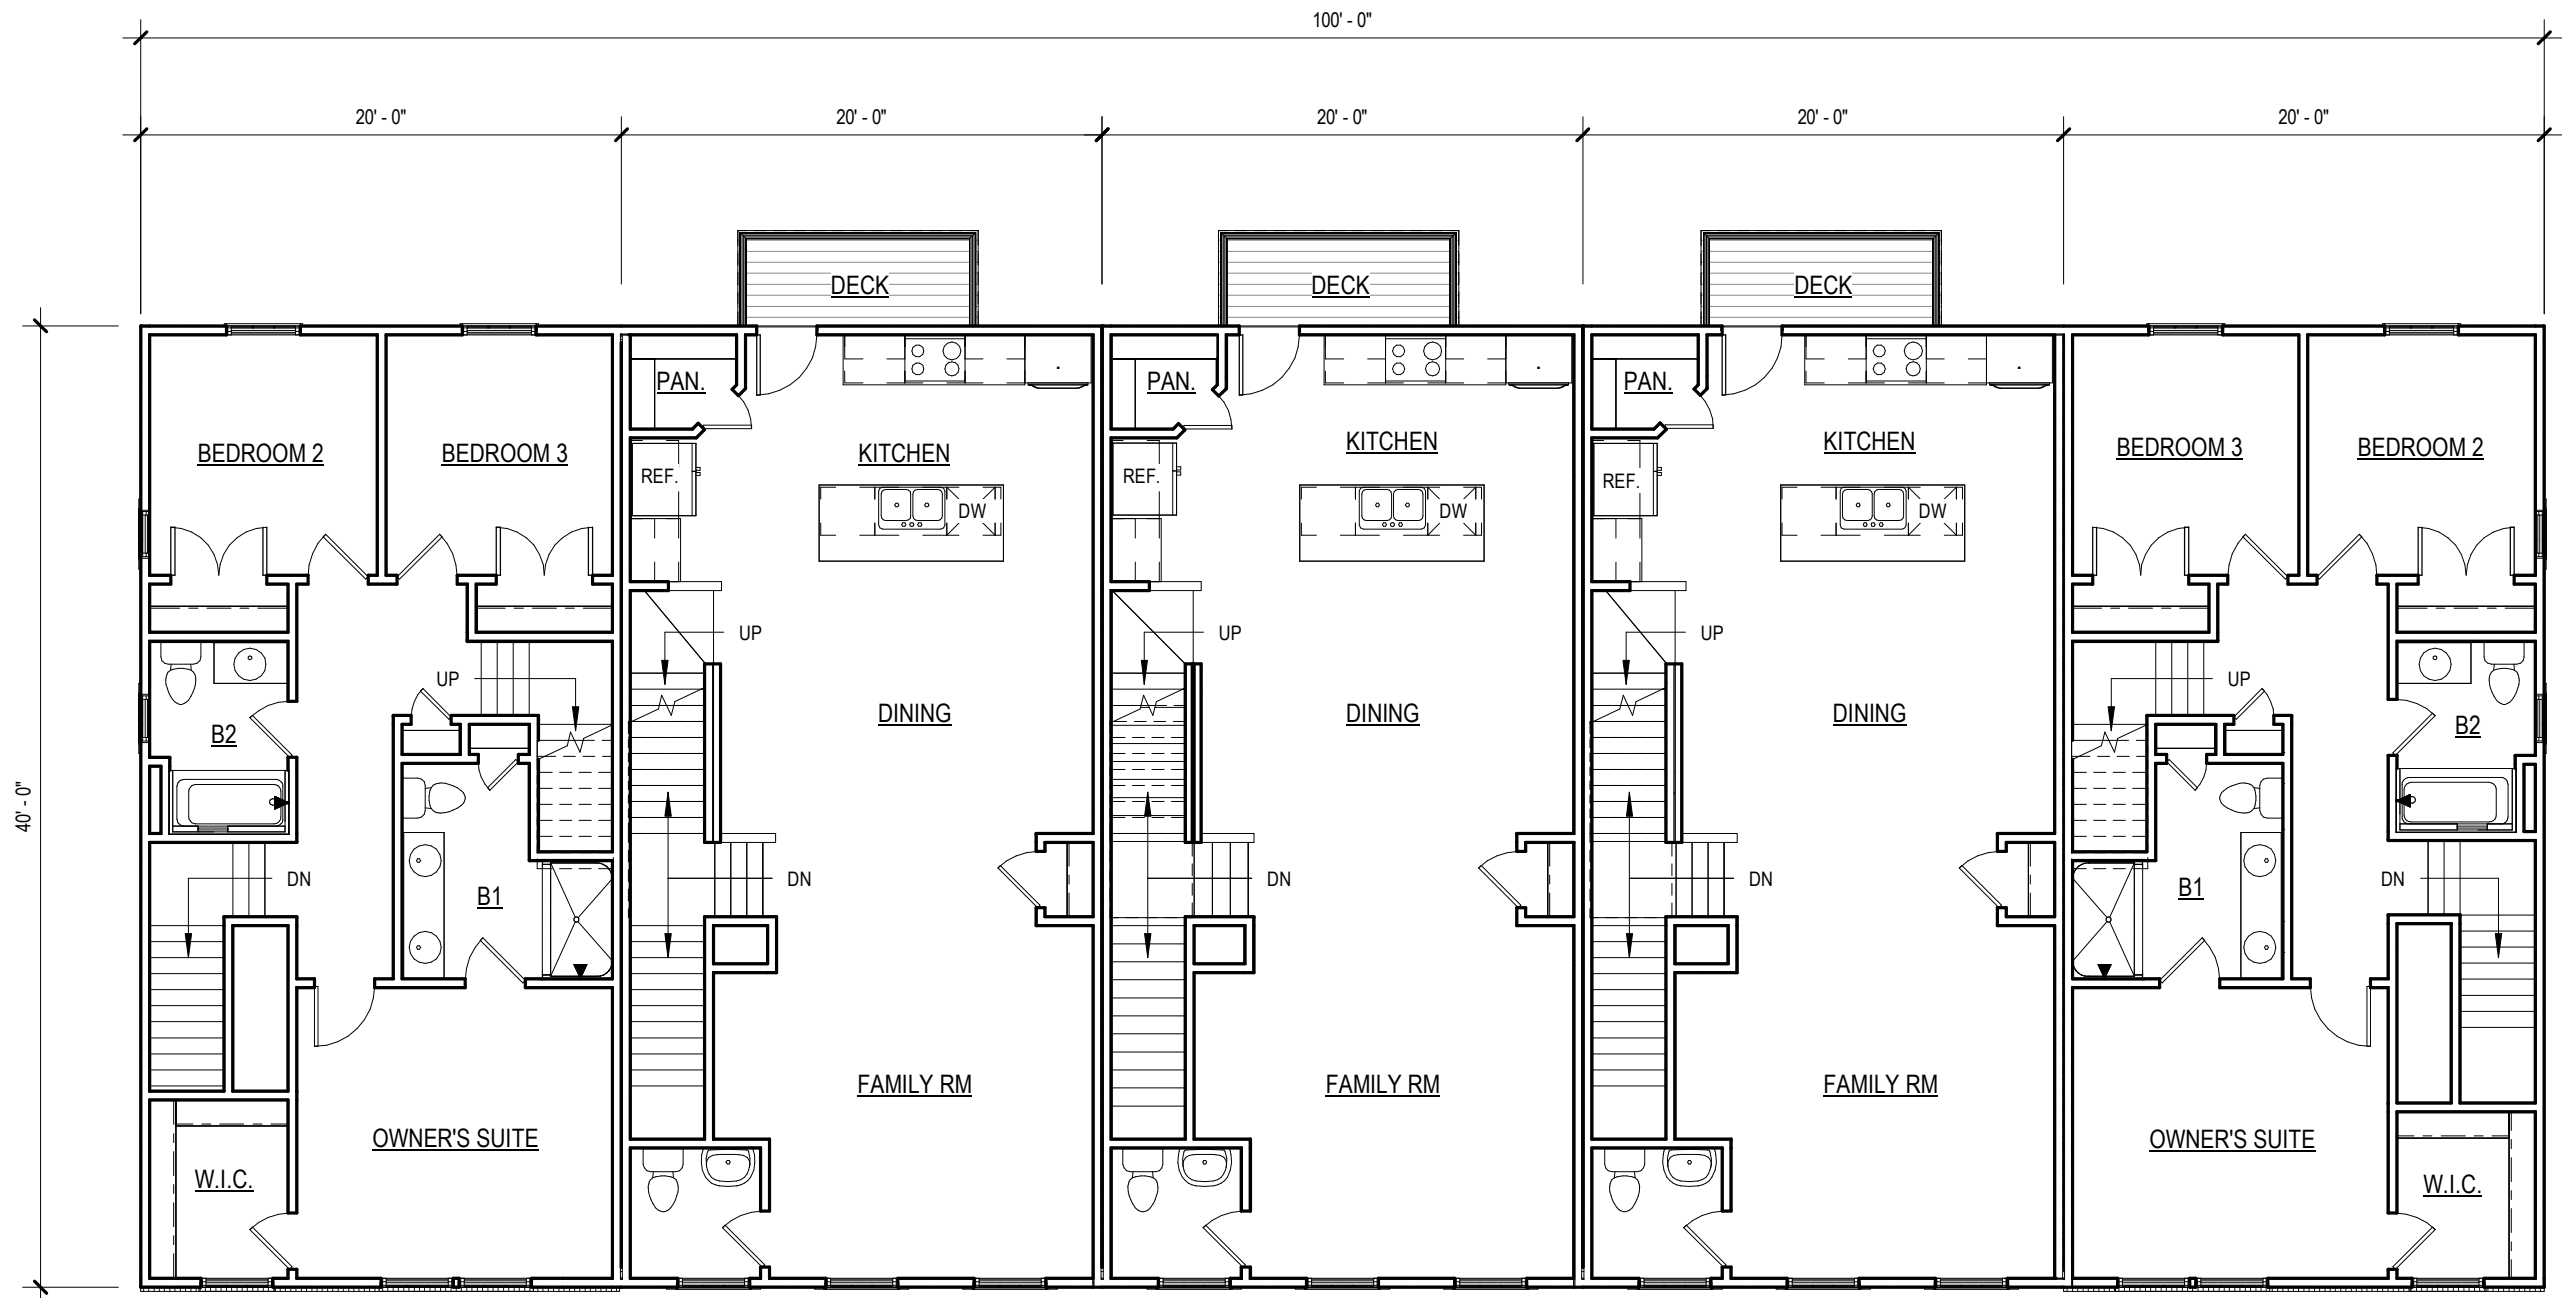 100' - 0"
20' - 0"
20' - 0"
20' - 0"
20' - 0"
20' - 0"
DECK
DECK
DECK
PAN.
PAN.
PAN.
BEDROOM 2
BEDROOM 3
KITCHEN
KITCHEN
KITCHEN
BEDROOM 3
BEDROOM 2
REF.
REF.
REF.
DW
DW
DW
UP
UP
UP
UP
UP
B2
DINING
DINING
DINING
B2
40' - 0"
DN
B1
DN
DN
DN
B1
DN
FAMILY RM
FAMILY RM
FAMILY RM
OWNER'S SUITE
OWNER'S SUITE
W.I.C.
W.I.C.